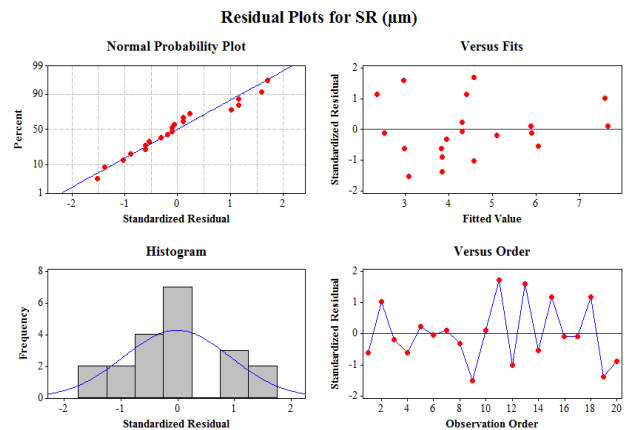 Residual Plots for SR (µm)
Normal Probability Plot
99
90
50
10
1
Percent
-2 -1 0 1 2
Standardized Residual
Versus Fits
2
1
0
-1
-2
Standardized Residual
3 4 5 6 7
Fitted Value
Histogram
8
6
4
2
0
Frequency
-2 -1 0 1 2
Standardized Residual
Versus Order
2
1
0
-1
-2
Standardized Residual
2 4 6 8 10 12 14 16 18 20
Observation Order